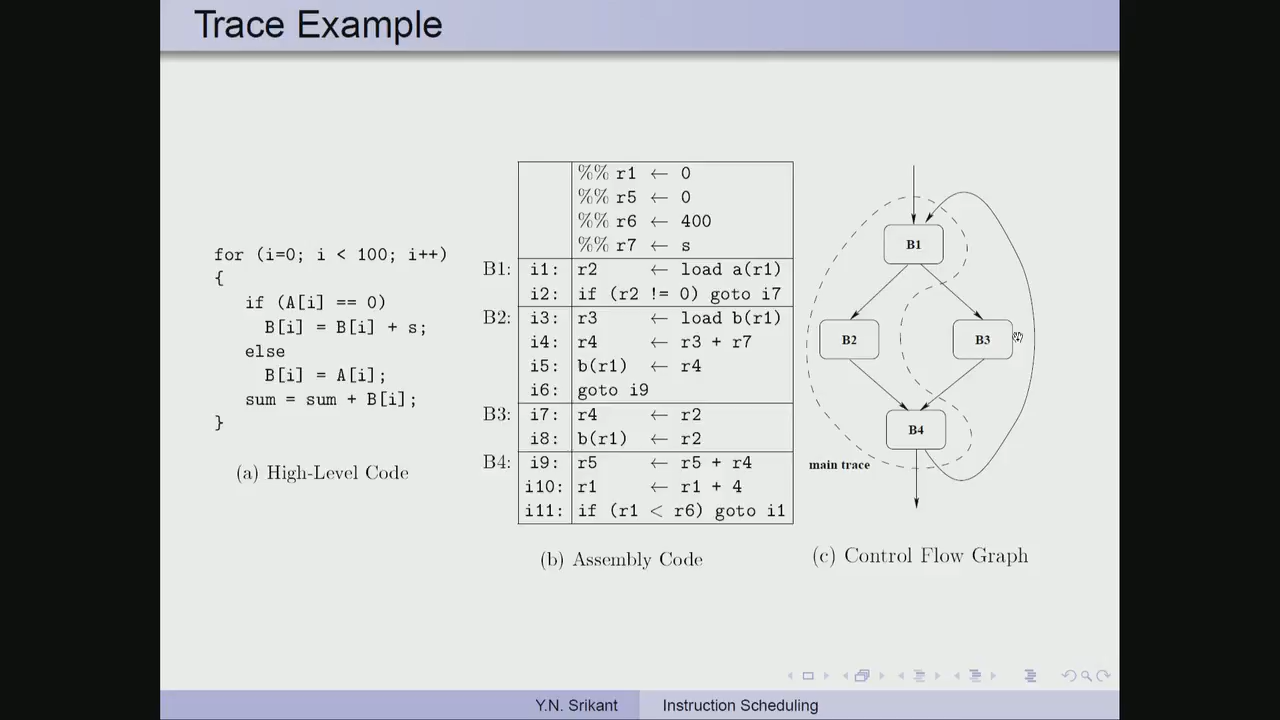 Trace Example
for (i=0; i < 100; i++)
{
if (A[i] == 0)
B[i] = B[i] + s;
else
B[i] = A[i];
sum = sum + B[i];
}
(a) High-Level Code
%% r1 ← 0
%% r5 ← 0
%% r6 ← 400
%% r7 ← s
B1: i1: r2 ← load a(r1)
i2: if (r2 != 0) goto i7
B2: i3: r3 ← load b(r1)
i4: r4 ← r3 + r7
i5: b(r1) ← r4
i6: goto i9
B3: i7: r4 ← r2
i8: b(r1) ← r2
B4: i9: r5 ← r5 + r4
i10: r1 ← r1 + 4
i11: if (r1 < r6) goto i1
(b) Assembly Code
B1
B2 B3
B4
main trace
(c) Control Flow Graph
Y.N. Srikant Instruction Scheduling